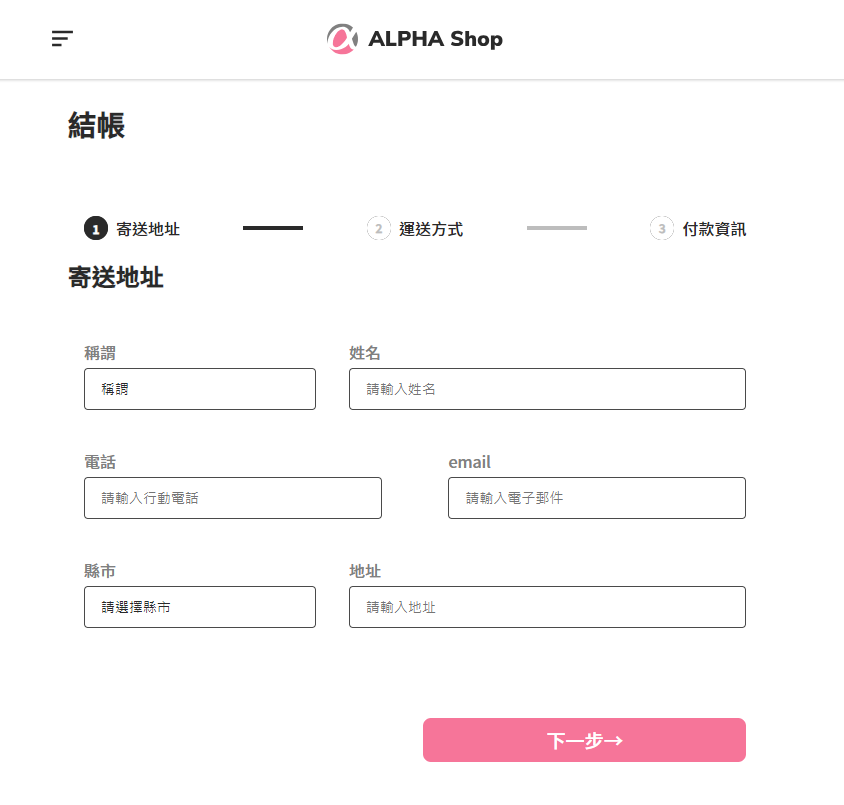 ALPHA Shop
結帳
1 寄送地址 2 運送方式 3 付款資訊
寄送地址
稱謂 姓名
稱謂 請輸入姓名
電話 email
請輸入行動電話 請輸入電子郵件
縣市 地址
請選擇縣市 請輸入地址
下一步→